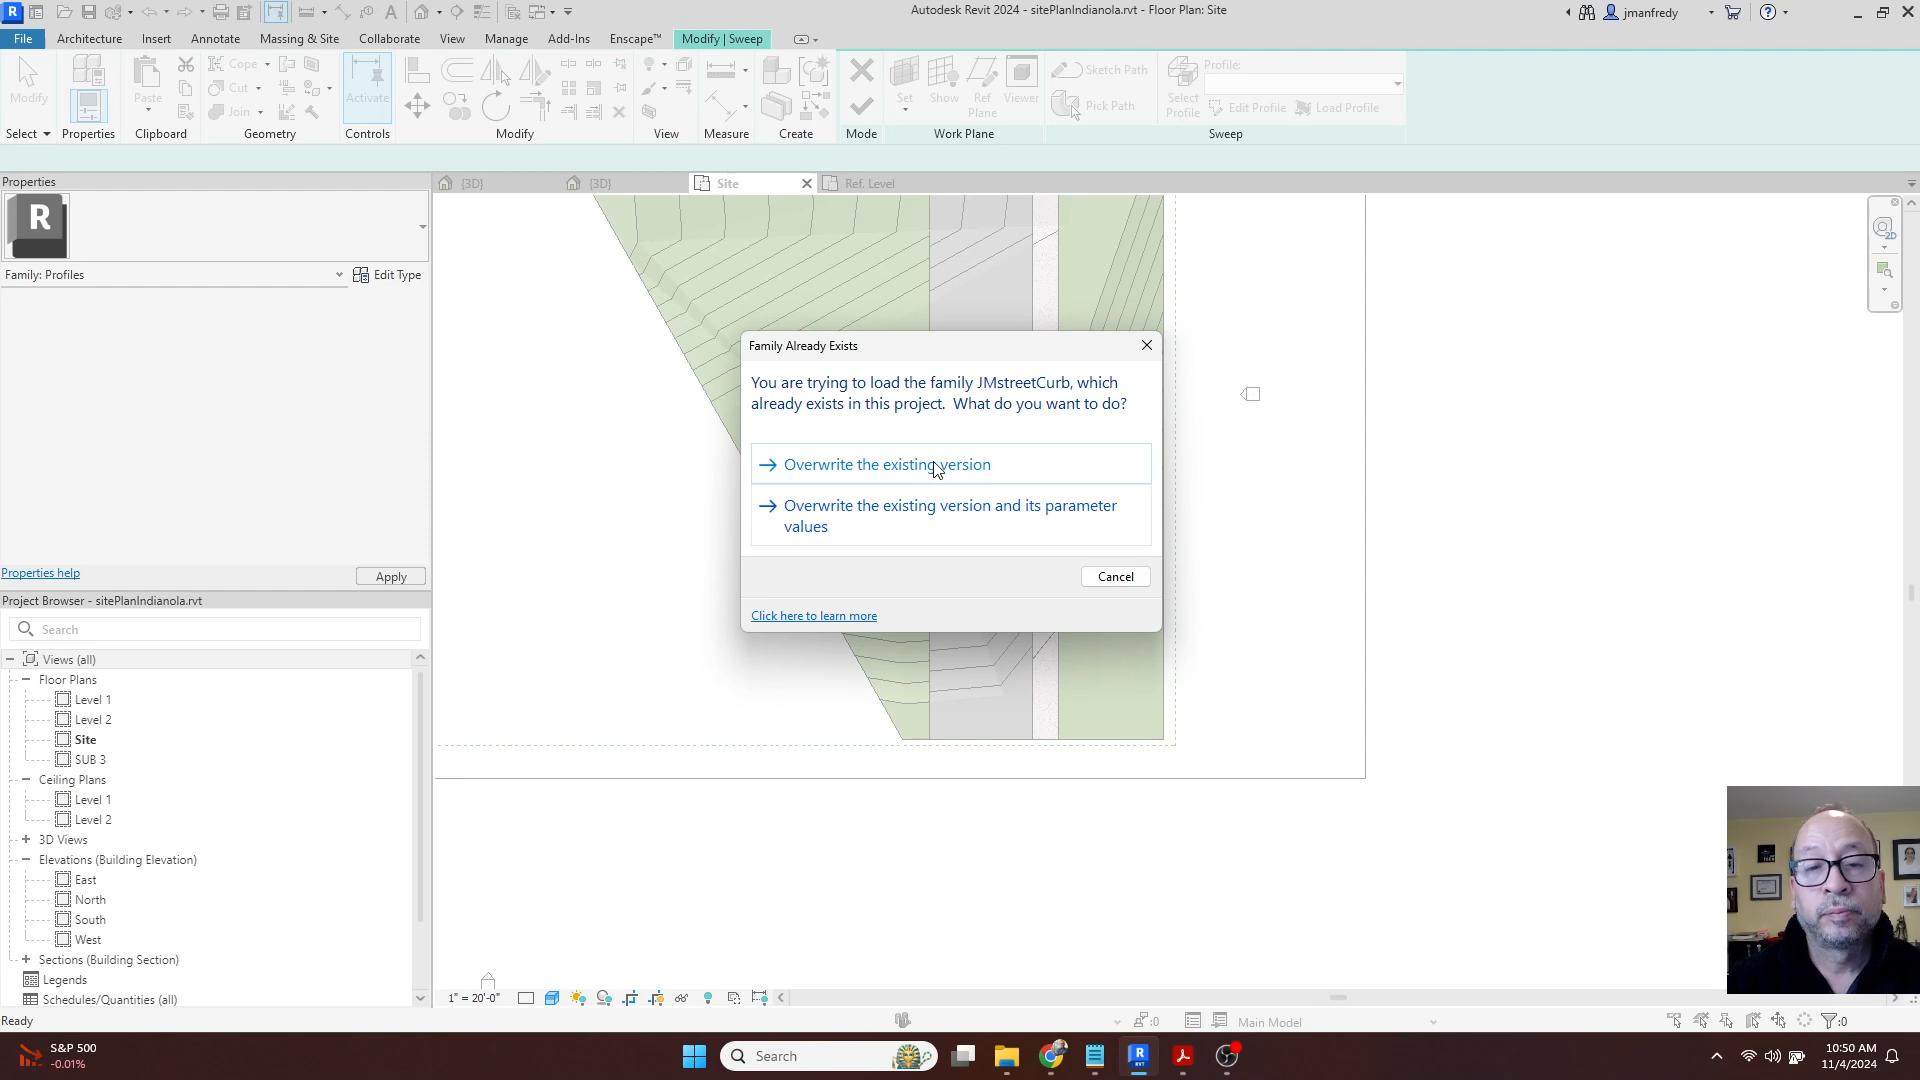 Autodesk Revit 2024 - sitePlanIndianola.rvt - Floor Plan: Site
jmanfredy
File
Architecture
Insert
Annotate
Massing & Site
Collaborate
View
Manage
Add-Ins
Enscape™
Modify | Sweep
Modify
Paste
Cope
Cut
Join
Activate
Set
Show
Ref
Plane
Viewer
Sketch Path
Pick Path
Select
Profile
Profile:
Edit Profile
Load Profile
Select
Properties
Clipboard
Geometry
Controls
Modify
View
Measure
Create
Mode
Work Plane
Sweep
Properties
R
Family: Profiles
Edit Type
Properties help
Apply
{3D}
{3D}
Site
Ref. Level
2D
Family Already Exists
You are trying to load the family JMstreetCurb, which
already exists in this project. What do you want to do?
Overwrite the existing version
Overwrite the existing version and its parameter
values
Cancel
Click here to learn more
Project Browser - sitePlanIndianola.rvt
Search
Views (all)
Floor Plans
Level 1
Level 2
Site
SUB 3
Ceiling Plans
Level 1
Level 2
3D Views
Elevations (Building Elevation)
East
North
South
West
Sections (Building Section)
Legends
Schedules/Quantities (all)
1" = 20'-0"
Ready
:0
Main Model
:0
S&P 500
-0.01%
Search
10:50 AM
11/4/2024